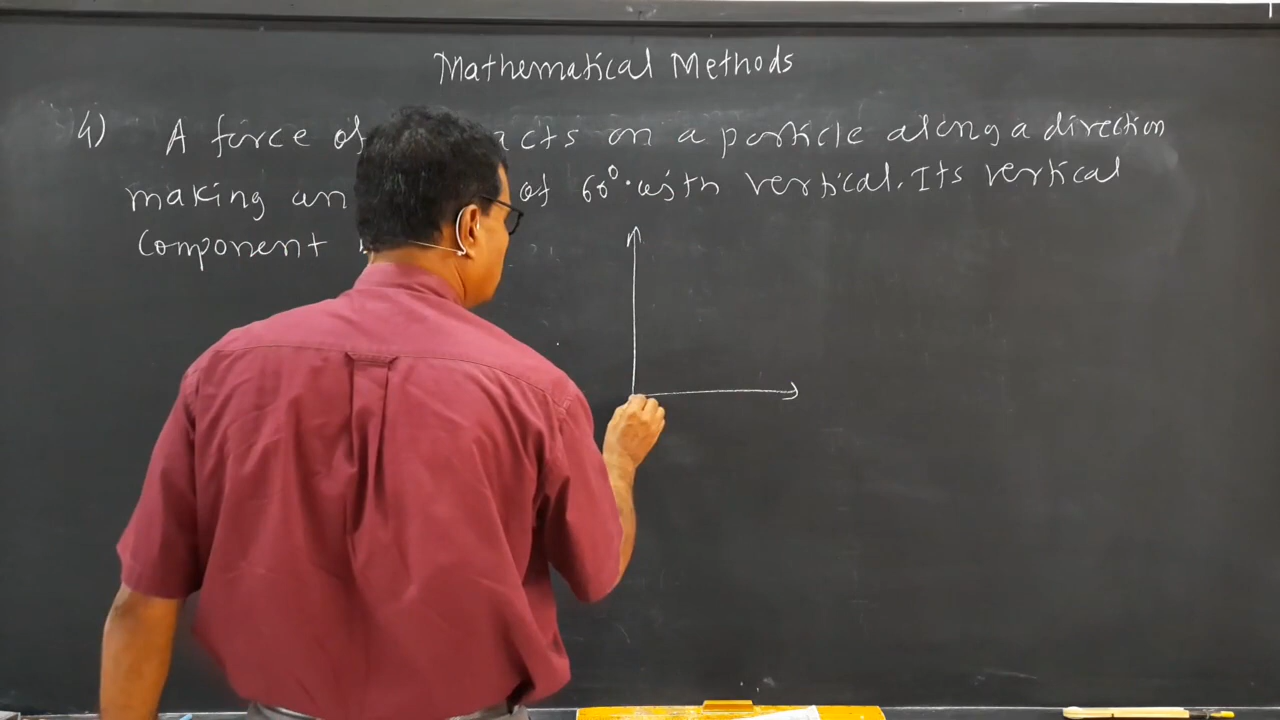 Mathematical Methods
4) A force of acts on a particle along a direction
making an of 60° with vertical. Its vertical
component